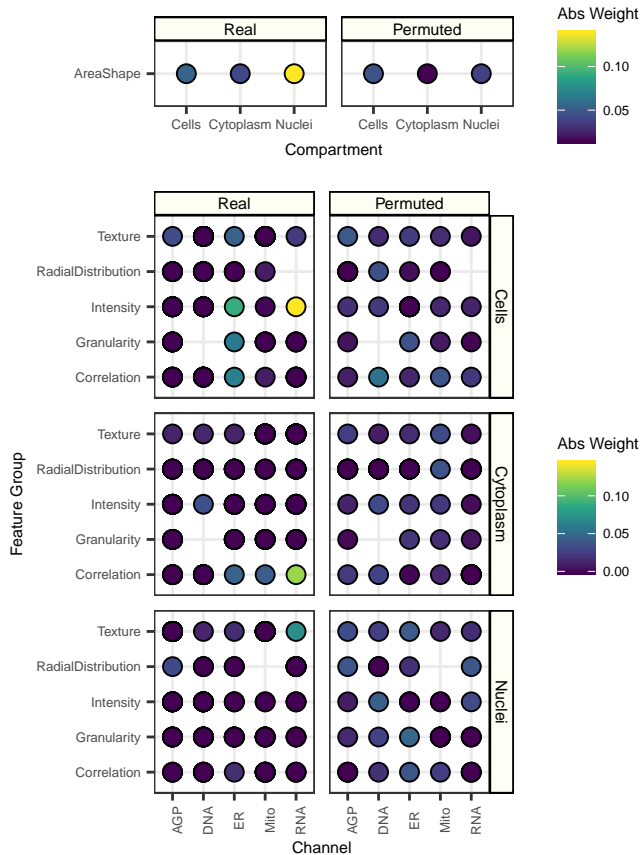 Real
Permuted
Abs Weight
AreaShape
0.10
0.05
Cells
Cytoplasm
Nuclei
Cells
Cytoplasm
Nuclei
Compartment
Real
Permuted
Texture
RadialDistribution
Intensity
Granularity
Correlation
Cells
Texture
RadialDistribution
Intensity
Granularity
Correlation
Cytoplasm
Feature Group
Abs Weight
0.10
0.05
0.00
Texture
RadialDistribution
Intensity
Granularity
Correlation
Nuclei
AGP
DNA
ER
Mito
RNA
AGP
DNA
ER
Mito
RNA
Channel